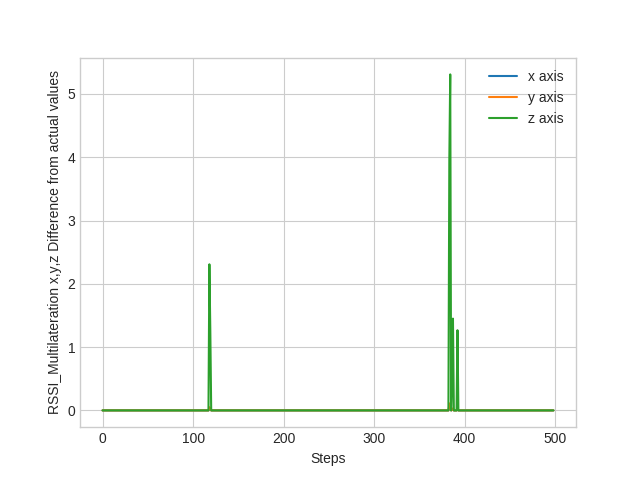 x axis
y axis
z axis
RSSI_Multilateration x,y,z Difference from actual values
5
4
3
2
1
0
0 100 200 300 400 500
Steps